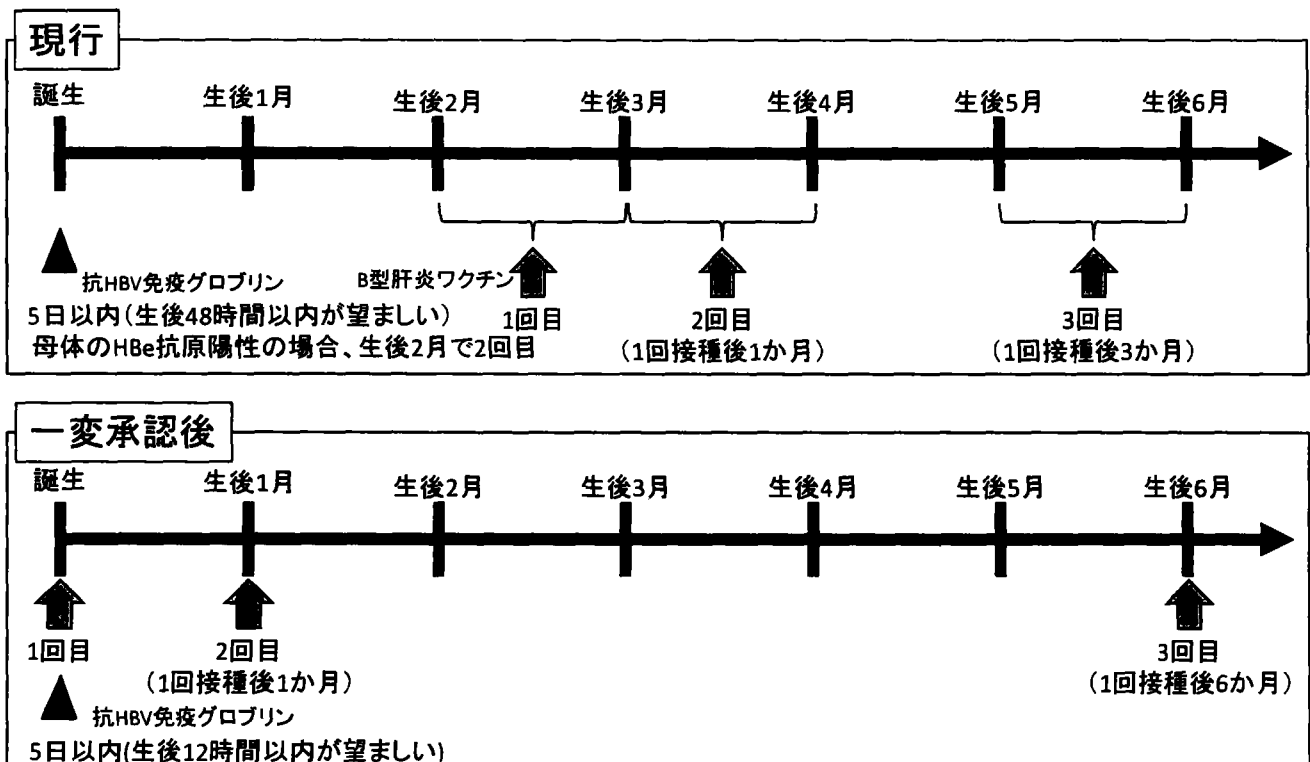 現行
誕生 生後1月 生後2月 生後3月 生後4月 生後5月 生後6月
抗HBV免疫グロブリン B型肝炎ワクチン
5日以内(生後48時間以内が望ましい) 1回目 2回目 3回目
母体のHBe抗原陽性の場合、生後2月で2回目 (1回接種後1か月) (1回接種後3か月)
一変承認後
誕生 生後1月 生後2月 生後3月 生後4月 生後5月 生後6月
1回目 2回目 3回目
(1回接種後1か月) (1回接種後6か月)
抗HBV免疫グロブリン
5日以内(生後12時間以内が望ましい)